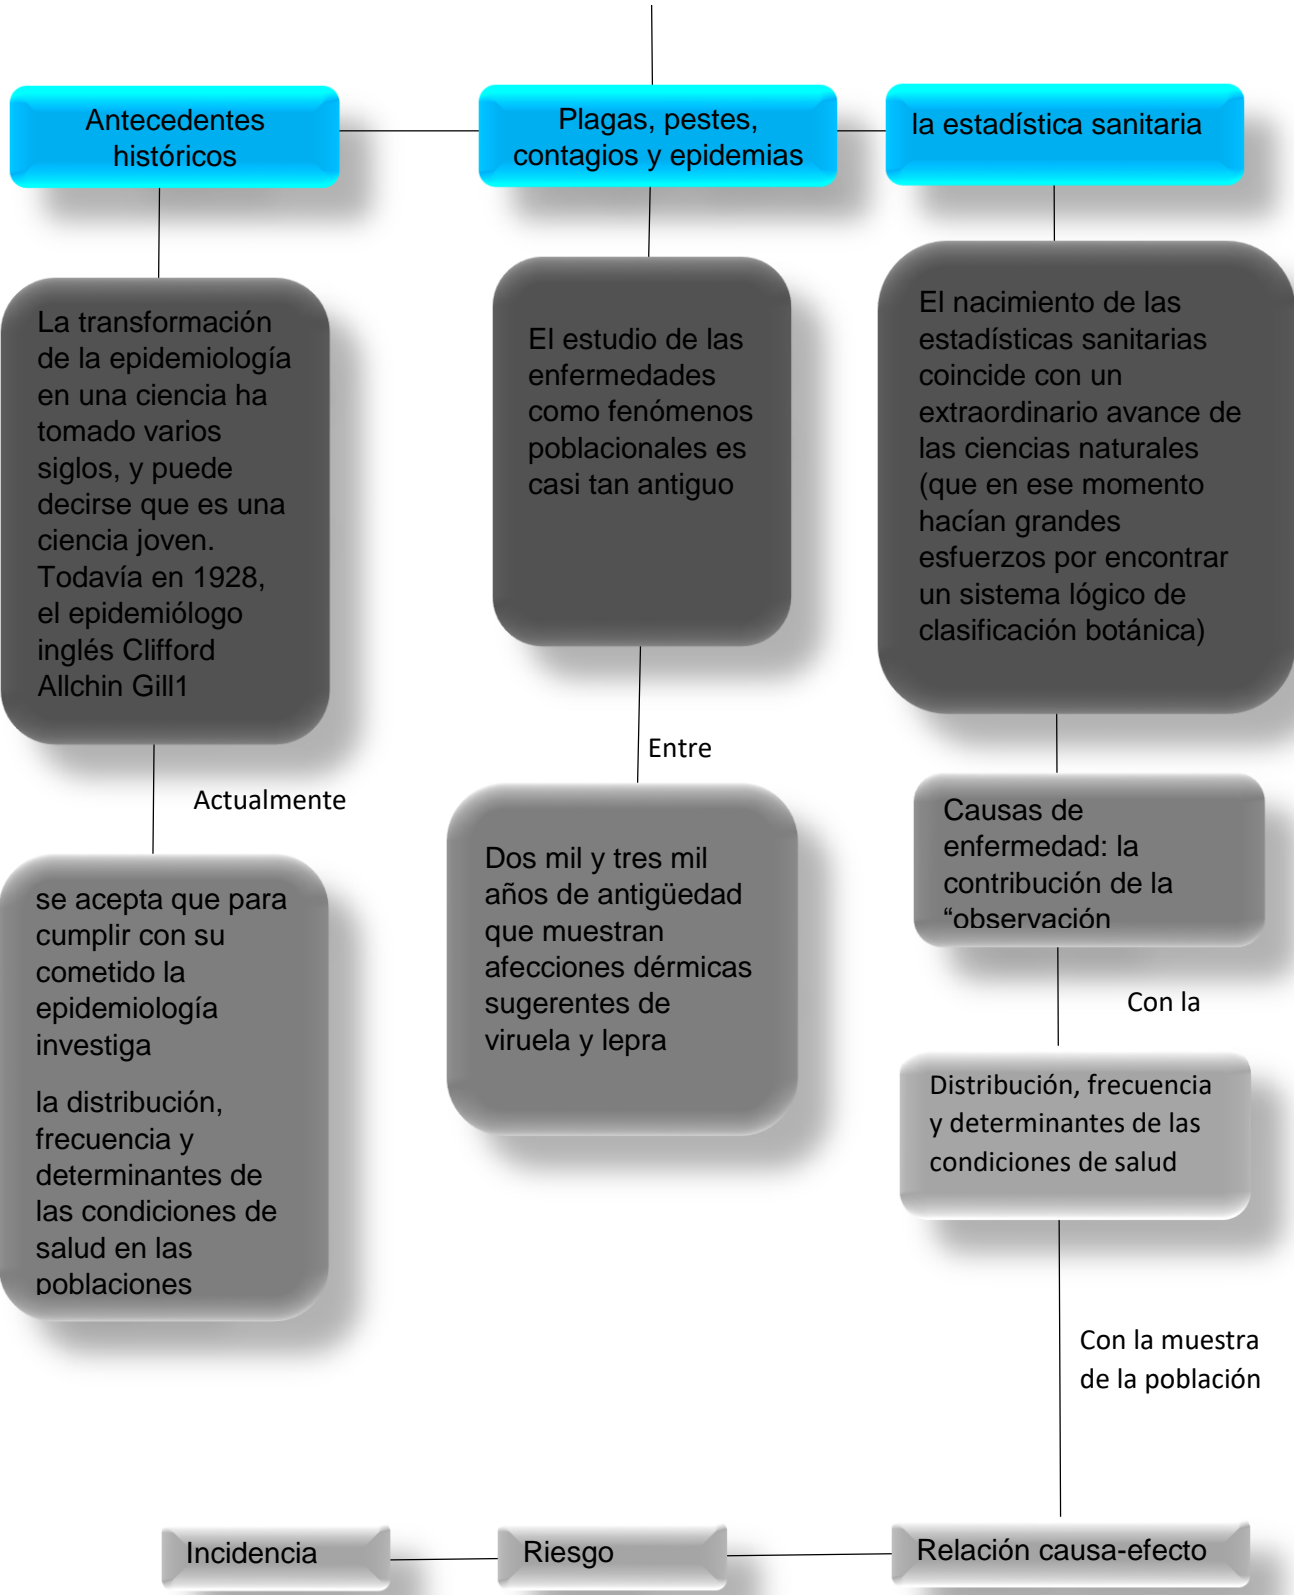 Antecedentes
históricos
Plagas, pestes,
contagios y epidemias
la estadística sanitaria
La transformación
de la epidemiología
en una ciencia ha
tomado varios
siglos, y puede
decirse que es una
ciencia joven.
Todavía en 1928,
el epidemiólogo
inglés Clifford
Allchin Gill1
El estudio de las
enfermedades
como fenómenos
poblacionales es
casi tan antiguo
El nacimiento de las
estadísticas sanitarias
coincide con un
extraordinario avance de
las ciencias naturales
(que en ese momento
hacían grandes
esfuerzos por encontrar
un sistema lógico de
clasificación botánica)
Actualmente
Entre
se acepta que para
cumplir con su
cometido la
epidemiología
investiga
la distribución,
frecuencia y
determinantes de
las condiciones de
salud en las
poblaciones
Dos mil y tres mil
años de antigüedad
que muestran
afecciones dérmicas
sugerentes de
viruela y lepra
Causas de
enfermedad: la
contribución de la
“observación
Con la
Distribución, frecuencia
y determinantes de las
condiciones de salud
Con la muestra
de la población
Incidencia
Riesgo
Relación causa-efecto